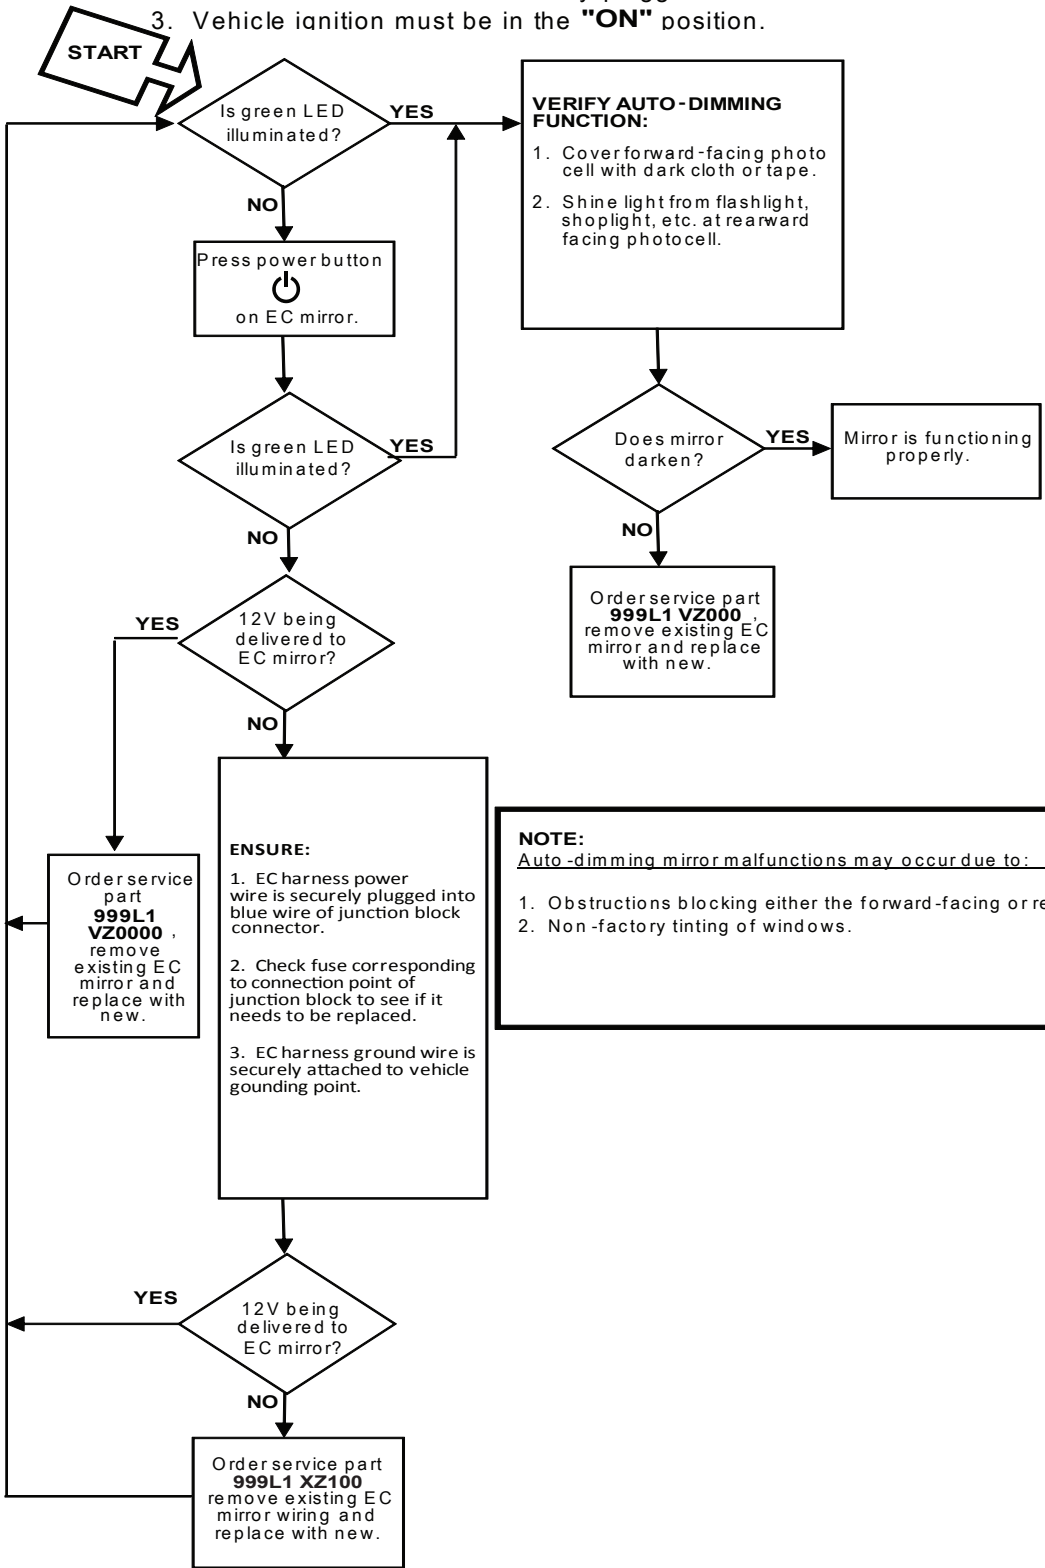 3. Vehicle ignition must be in the "ON" position.
START
Is green LED
illuminated?
YES
NO
Press power button
on EC mirror.
Is green LED
illuminated?
YES
NO
12V being
delivered to
EC mirror?
YES
NO
Order service
part
999L1
VZ0000 ,
remove
existing EC
mirror and
replace with
new.
ENSURE:
1. EC harness power
wire is securely plugged into
blue wire of junction block
connector.
2. Check fuse corresponding
to connection point of
junction block to see if it
needs to be replaced.
3. EC harness ground wire is
securely attached to vehicle
gounding point.
12V being
delivered to
EC mirror?
YES
NO
Order service part
999L1 XZ100
remove existing EC
mirror wiring and
replace with new.
VERIFY AUTO-DIMMING
FUNCTION:
1. Cover forward-facing photo
cell with dark cloth or tape.
2. Shine light from flashlight,
shoplight, etc. at rearward
facing photocell.
Does mirror
darken?
YES
Mirror is functioning
properly.
NO
Order service part
999L1 VZ000 ,
remove existing EC
mirror and replace
with new.
NOTE:
Auto-dimming mirror malfunctions may occur due to:
1. Obstructions blocking either the forward-facing or re
2. Non-factory tinting of windows.